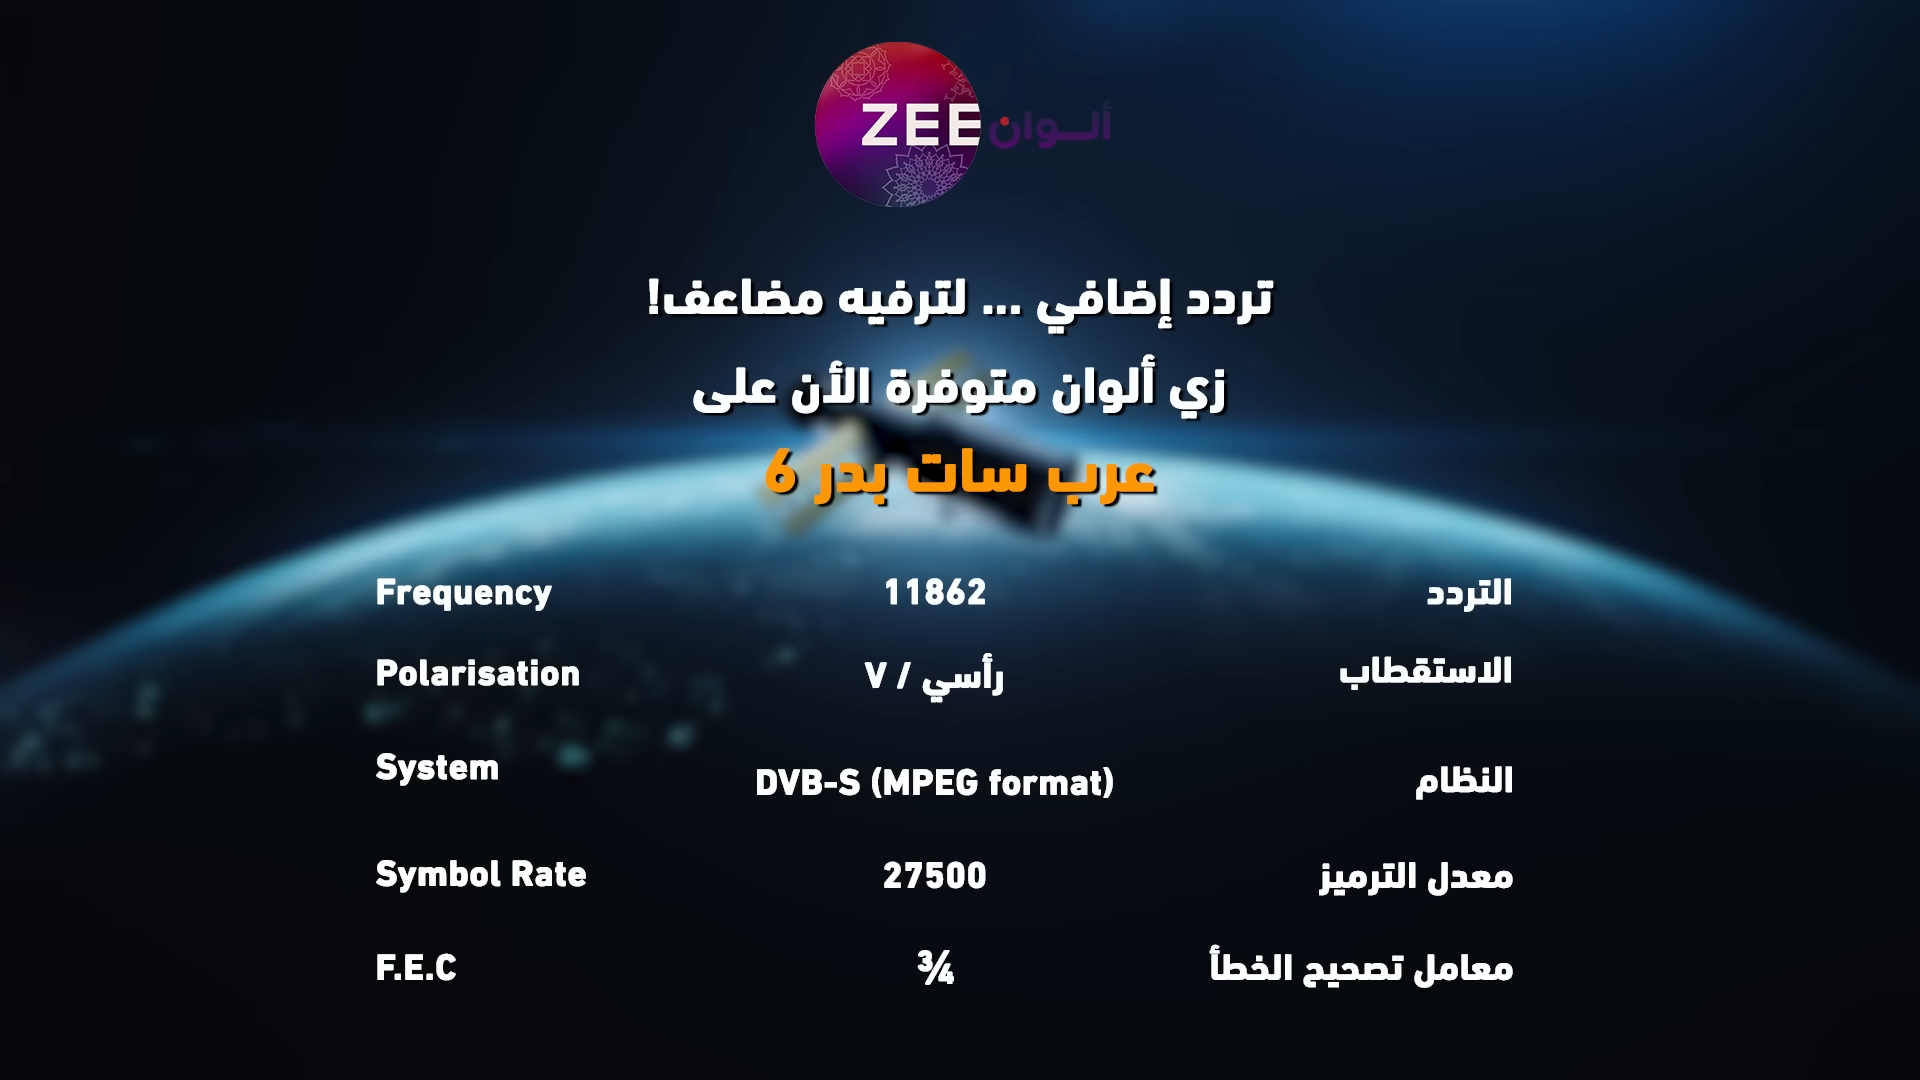 ZEE ألوان
تردد إضافي ... لترفيه مضاعف!
زي ألوان متوفرة الأن على
عرب سات بدر 6
Frequency 11862 التردد
Polarisation رأسي / V الاستقطاب
System DVB-S (MPEG format) النظام
Symbol Rate 27500 معدل الترميز
F.E.C ¾ معامل تصحيح الخطأ